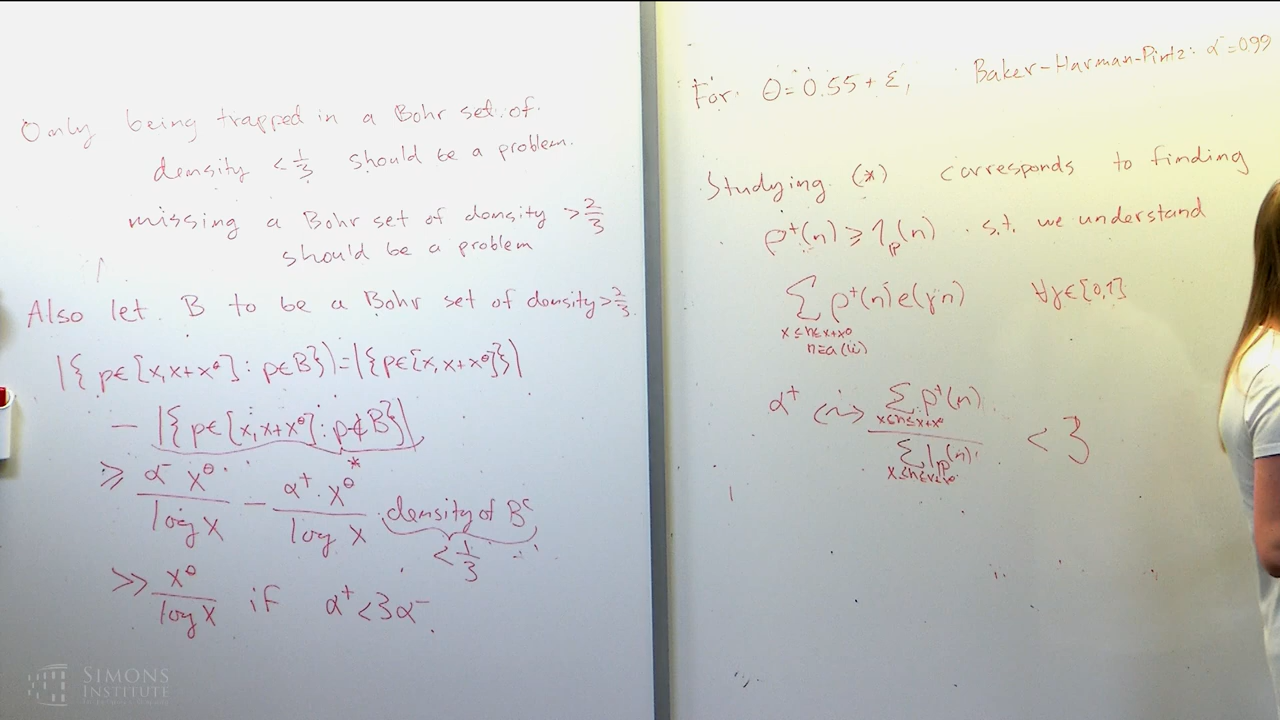 Only being trapped in a Bohr set of
density < 1/3 should be a problem.
missing a Bohr set of density > 2/3
should be a problem
Also let B to be a Bohr set of density > 2/3.
|{p∈[x, x+x^θ]: p∈B}| = |{p∈[x, x+x^θ]}|
− |{p∈[x, x+x^θ]: p∉B}|
≥ α⁻ x^θ / log x − α⁺ · x^θ* / log x · density of B^c
< 1/3
≫ x^θ / log x if α⁺ < 3α⁻
For θ = 0.55 + ε, Baker-Harman-Pintz: α⁻ = 0.99
Studying (*) corresponds to finding
ρ⁺(n) ≥ 1_P(n) s.t. we understand
∑ ρ⁺(n) e(γn) ∀γ∈[0,1]
x≤n≤x+x^θ
n≡a (W)
α⁺ ↭ ∑ ρ⁺(n) x≤n≤x+x^θ / ∑ 1_P(n) x≤n≤x+x^θ < 3
SIMONS
INSTITUTE